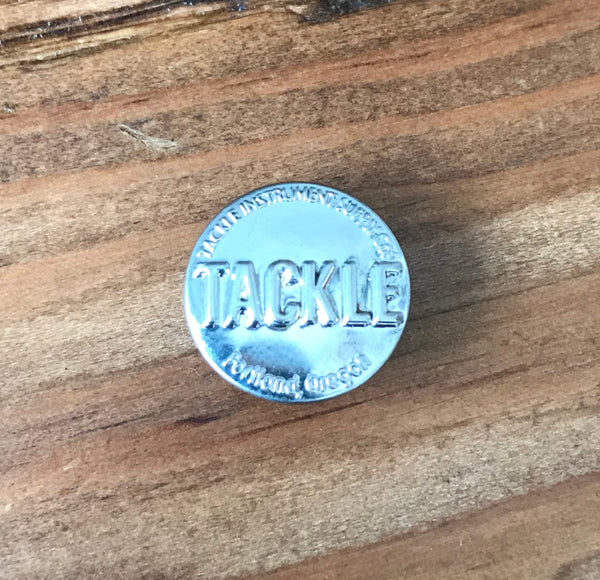 TACKLE INSTRUMENT SUPPLY CO.
TACKLE
Portland, Oregon